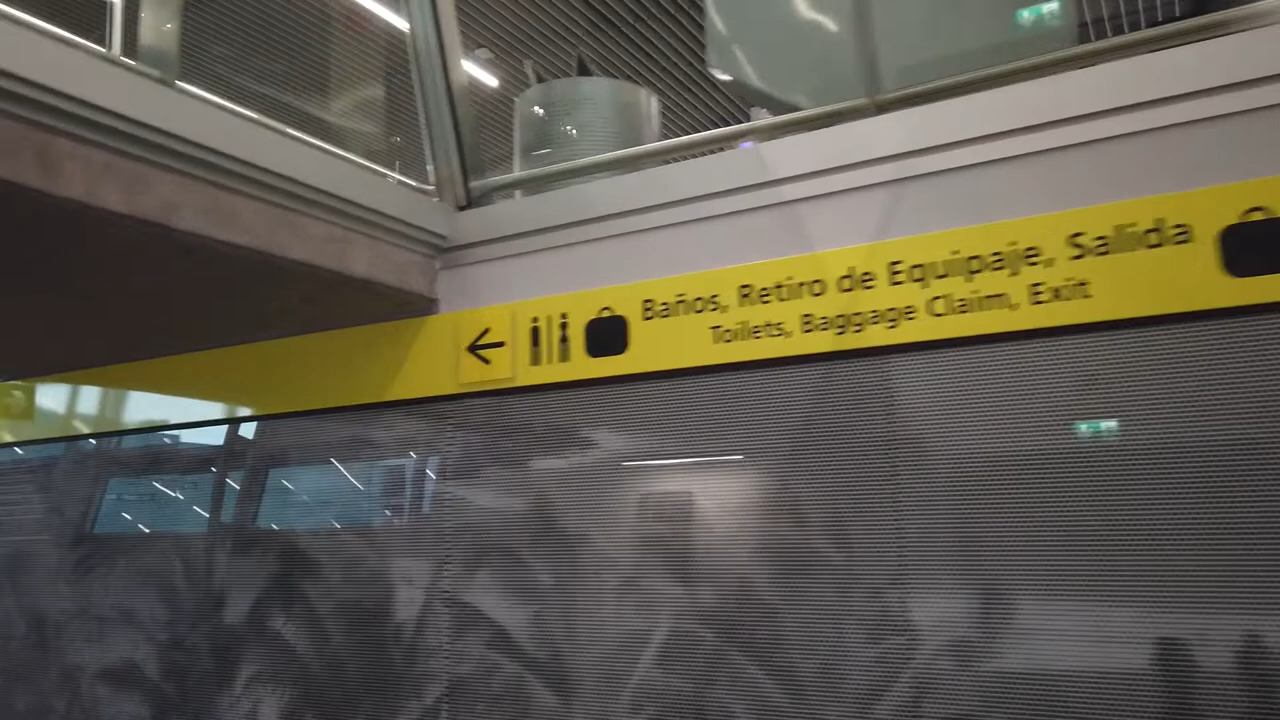 Baños, Retiro de Equipaje, Salida
Toilets, Baggage Claim, Exit